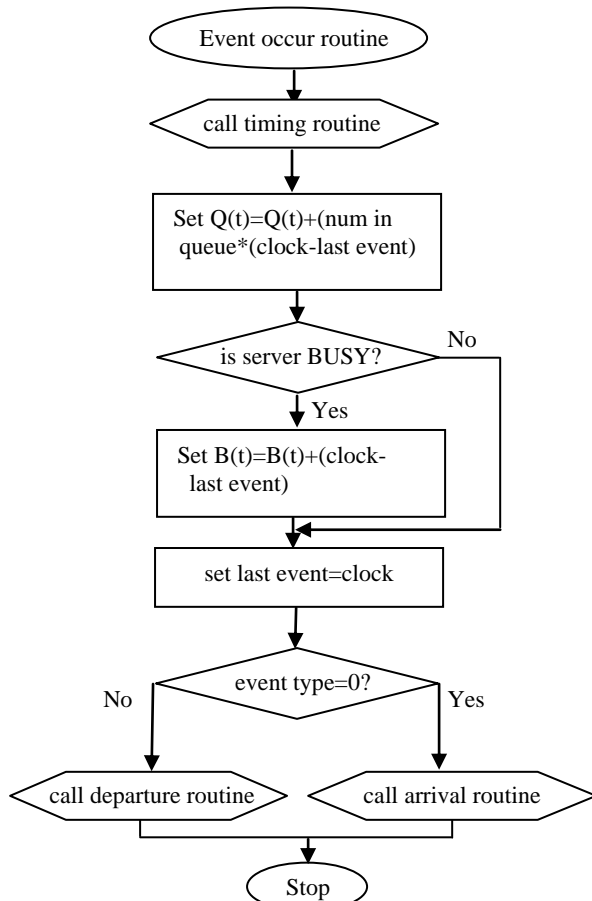 Event occur routine
call timing routine
Set Q(t)=Q(t)+(num in
queue*(clock-last event)
is server BUSY?
No
Yes
Set B(t)=B(t)+(clock-
last event)
set last event=clock
event type=0?
No
Yes
call departure routine
call arrival routine
Stop